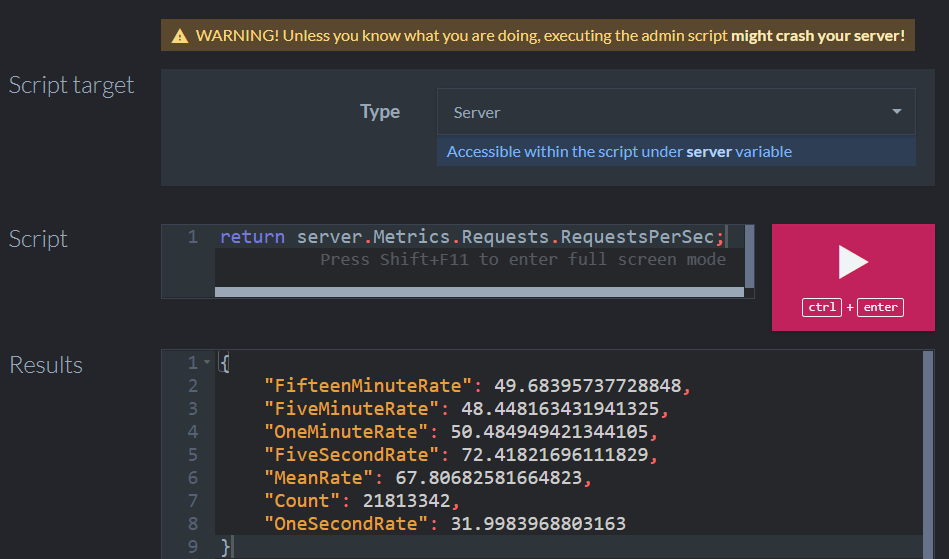 WARNING! Unless you know what you are doing, executing the admin script might crash your server!
Script target
Type
Server
Accessible within the script under server variable
Script
1 return server.Metrics.Requests.RequestsPerSec;
Press Shift+F11 to enter full screen mode
ctrl + enter
Results
1 {
2 "FifteenMinuteRate": 49.68395737728848,
3 "FiveMinuteRate": 48.448163431941325,
4 "OneMinuteRate": 50.484949421344105,
5 "FiveSecondRate": 72.41821696111829,
6 "MeanRate": 67.80682581664823,
7 "Count": 21813342,
8 "OneSecondRate": 31.9983968803163
9 }